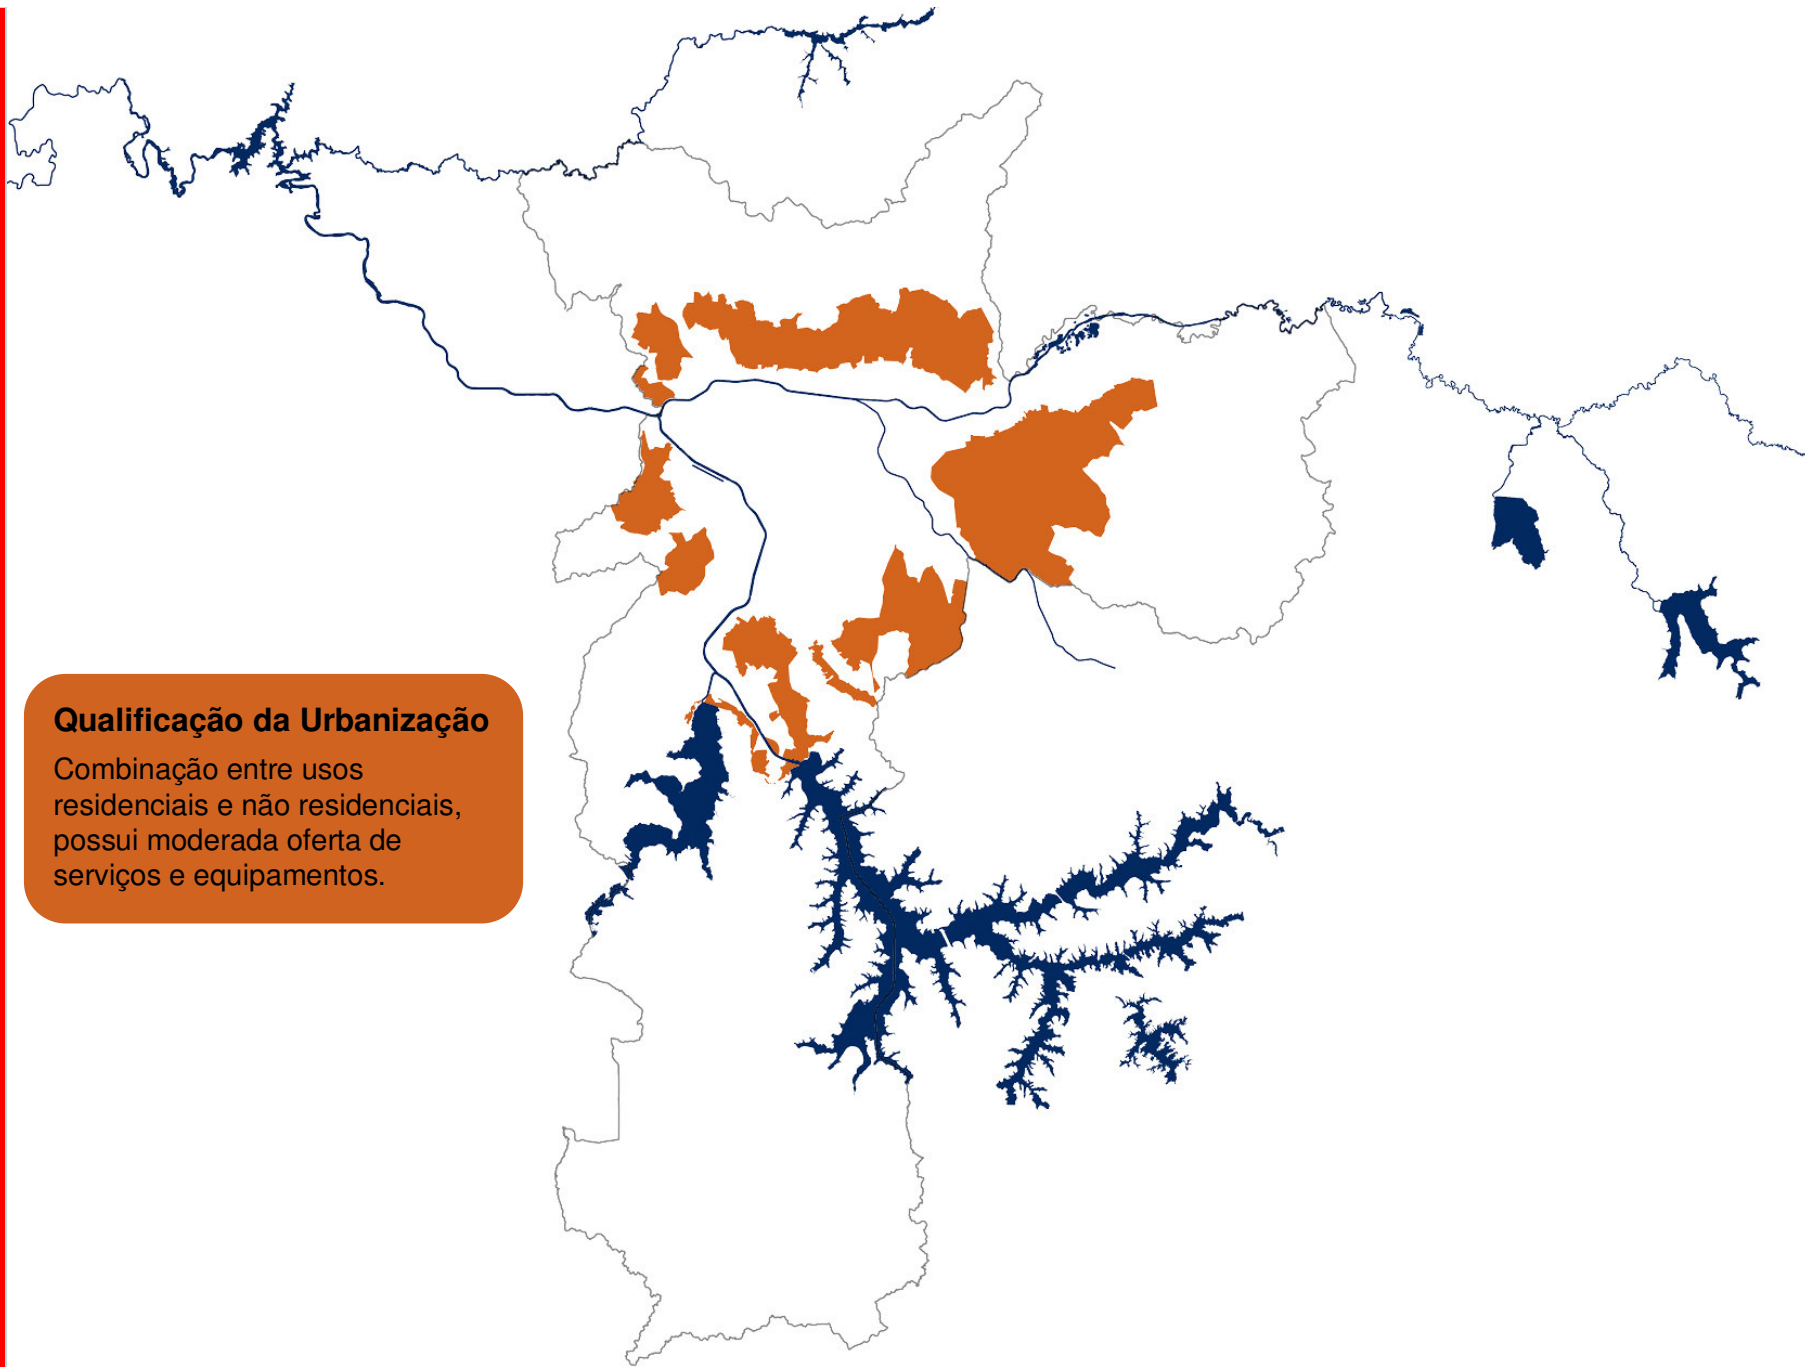 Qualificação da Urbanização
Combinação entre usos
residenciais e não residenciais,
possui moderada oferta de
serviços e equipamentos.